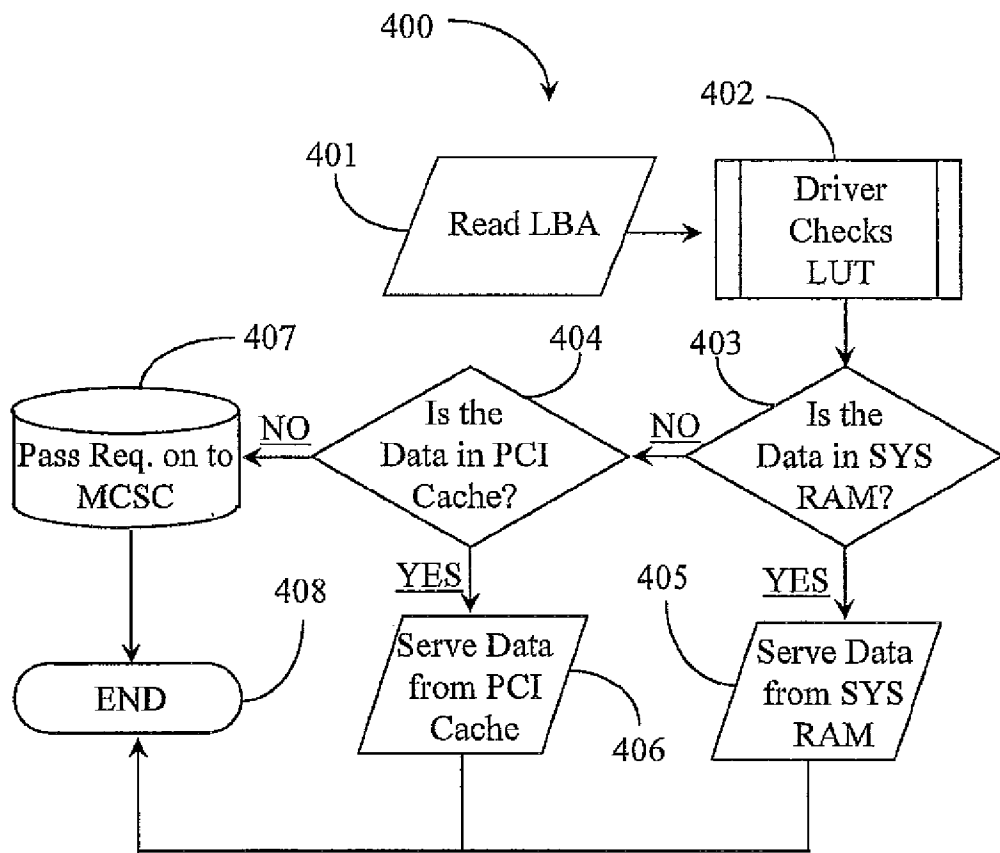 400
402
401
Read LBA
Driver
Checks
LUT
407
404
403
Pass Req. on to
MCSC
NO
Is the
Data in PCI
Cache?
NO
Is the
Data in SYS
RAM?
YES
YES
408
405
END
Serve Data
from PCI
Cache
406
Serve Data
from SYS
RAM